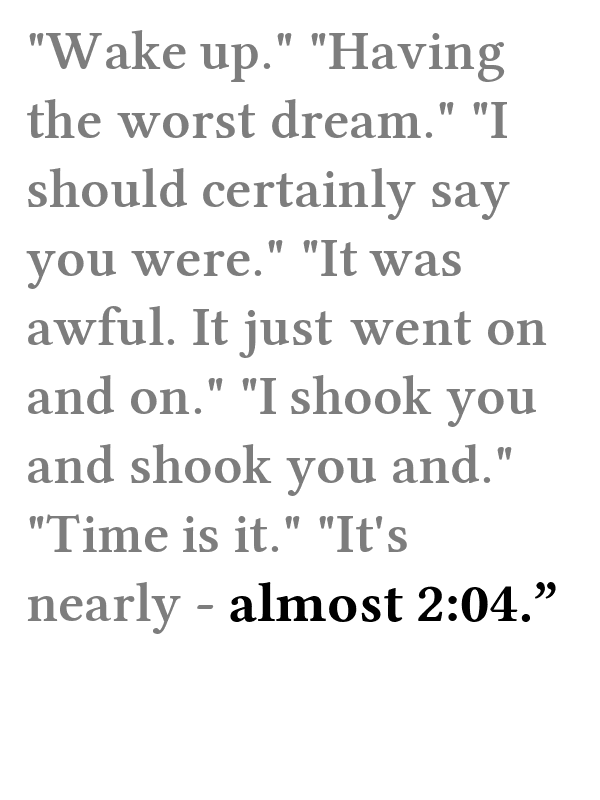 "Wake up." "Having
the worst dream." "I
should certainly say
you were." "It was
awful. It just went on
and on." "I shook you
and shook you and."
"Time is it." "It's
nearly - almost 2:04.”